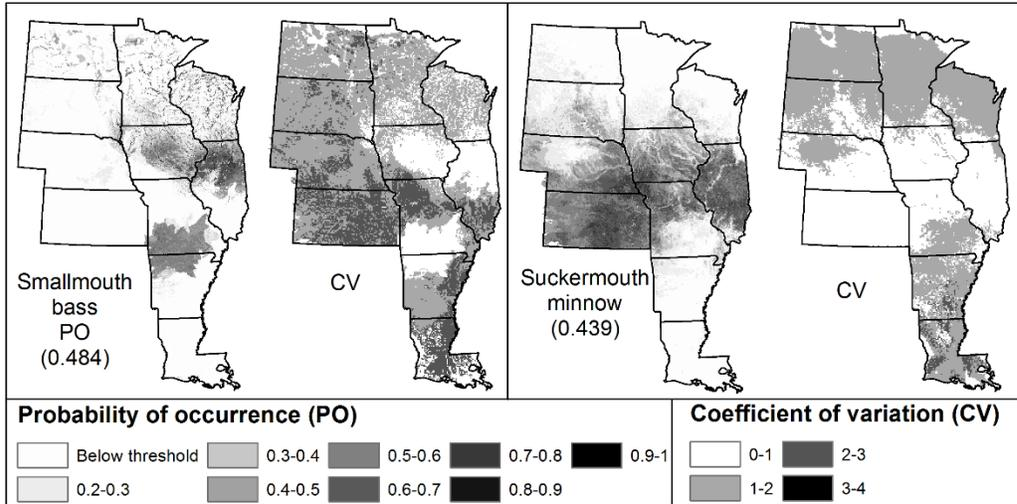 Smallmouth
bass
PO
(0.484)
CV
Suckermouth
minnow
(0.439)
CV
Probability of occurrence (PO)
Below threshold
0.3-0.4
0.5-0.6
0.7-0.8
0.9-1
0.2-0.3
0.4-0.5
0.6-0.7
0.8-0.9
Coefficient of variation (CV)
0-1
2-3
1-2
3-4